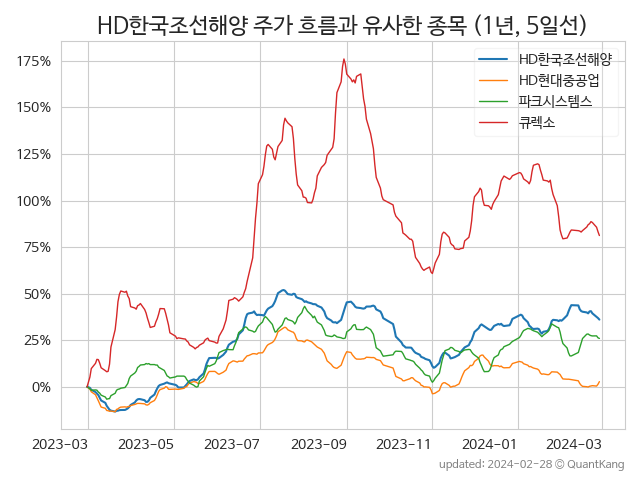 HD한국조선해양 주가 흐름과 유사한 종목 (1년, 5일선)
HD한국조선해양
HD현대중공업
파크시스템스
큐렉소
175%
150%
125%
100%
75%
50%
25%
0%
2023-03
2023-05
2023-07
2023-09
2023-11
2024-01
2024-03
updated: 2024-02-28 © QuantKang